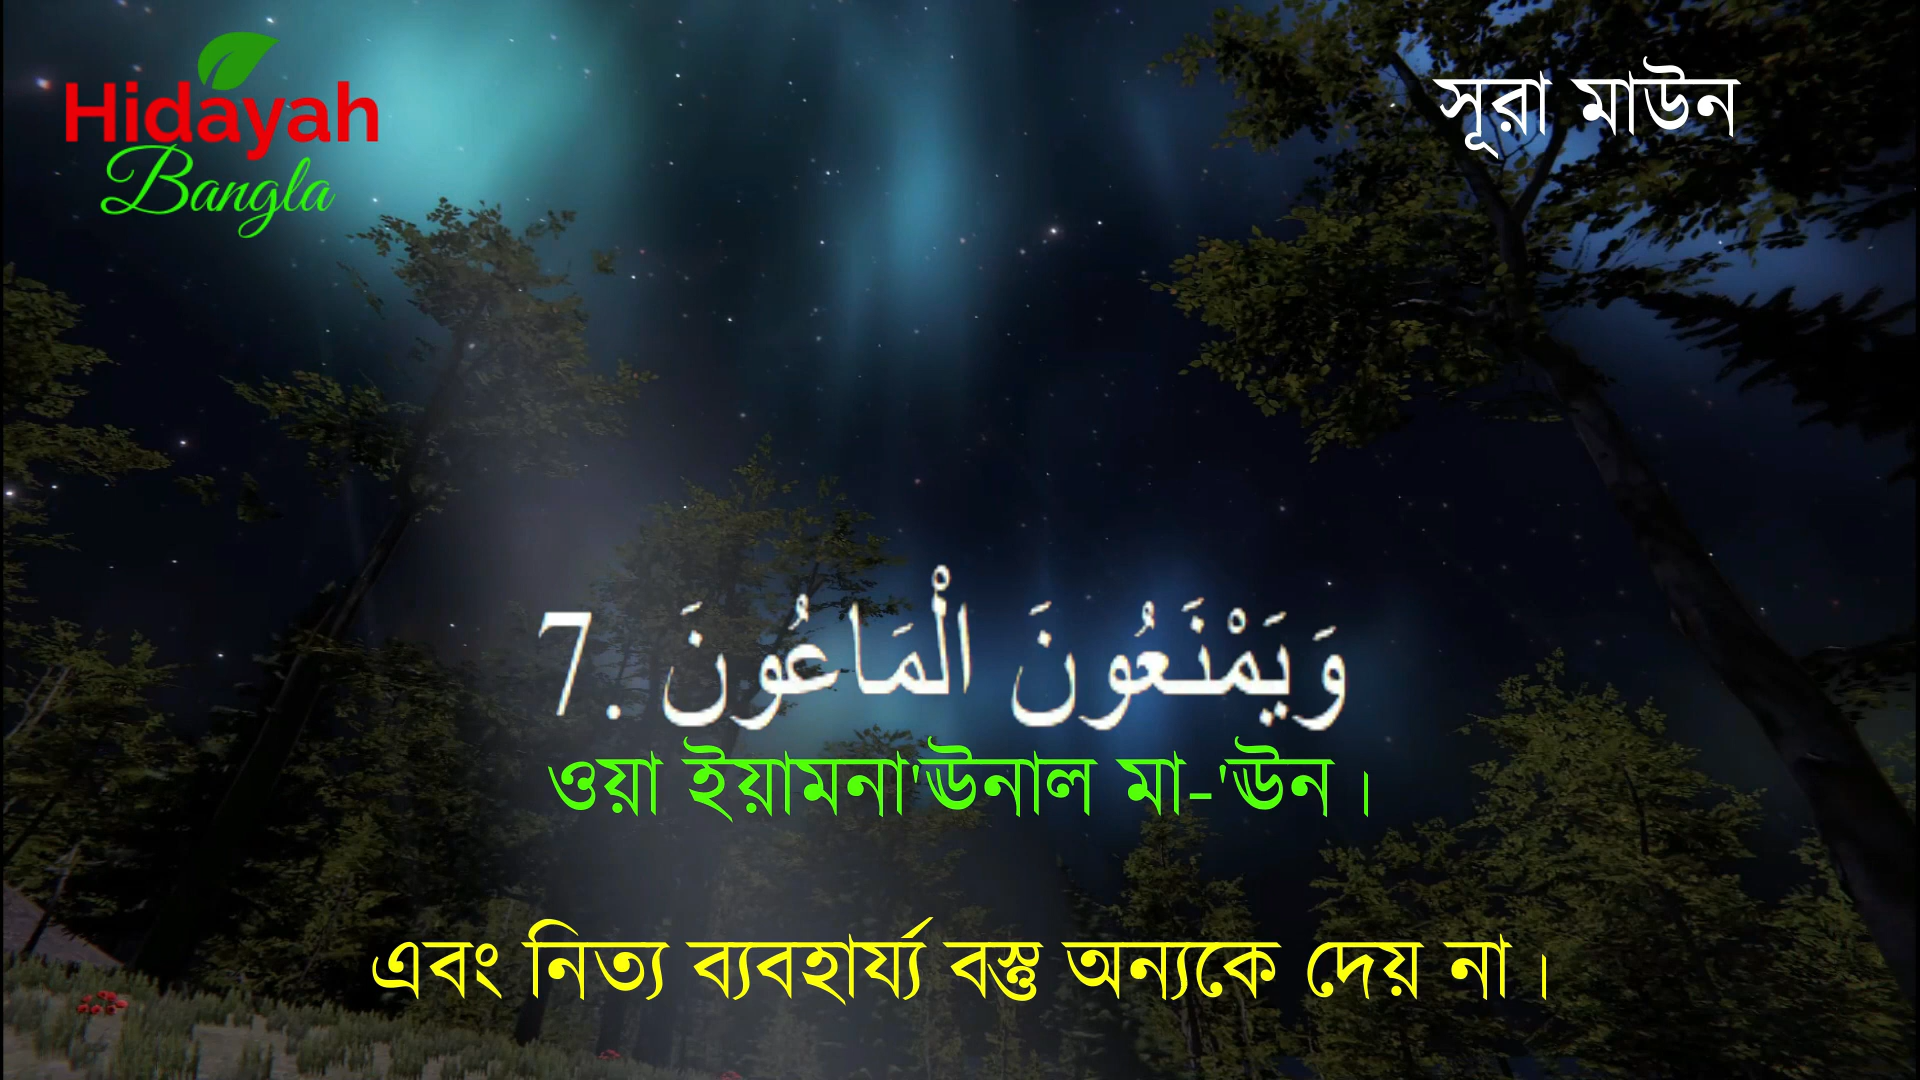 Hidayah
Bangla
সূরা মাউন
7. وَيَمْنَعُونَ الْمَاعُونَ
ওয়া ইয়ামনা'ঊনাল মা-'ঊন।
এবং নিত্য ব্যবহার্য্য বস্তু অন্যকে দেয় না।